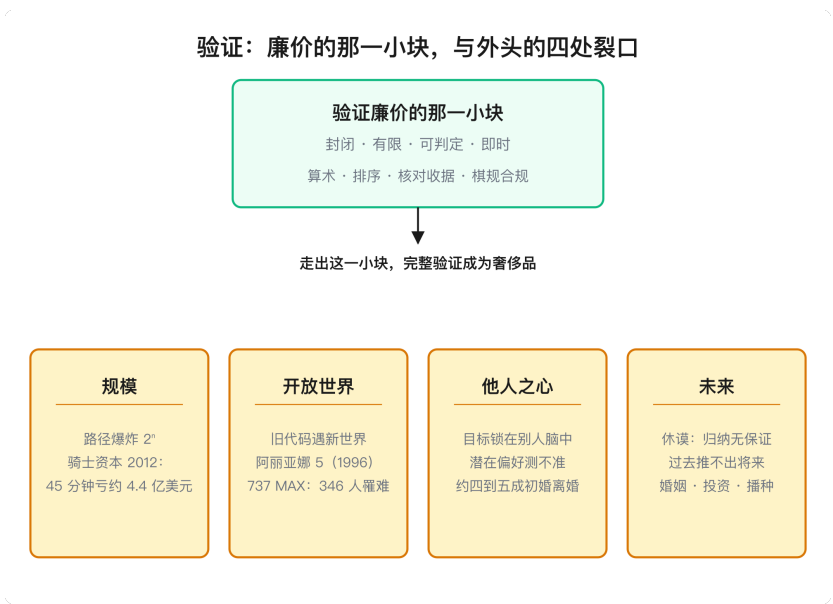 验证：廉价的那一小块，与外头的四处裂口
验证廉价的那一小块
封闭 · 有限 · 可判定 · 即时
算术 · 排序 · 核对收据 · 棋规合规
走出这一小块，完整验证成为奢侈品
规模
路径爆炸 2ⁿ
骑士资本 2012：
45 分钟亏约 4.4 亿美元
开放世界
旧代码遇新世界
阿丽亚娜 5（1996）
737 MAX：346 人罹难
他人之心
目标锁在别人脑中
潜在偏好测不准
约四到五成初婚离婚
未来
休谟：归纳无保证
过去推不出将来
婚姻 · 投资 · 播种